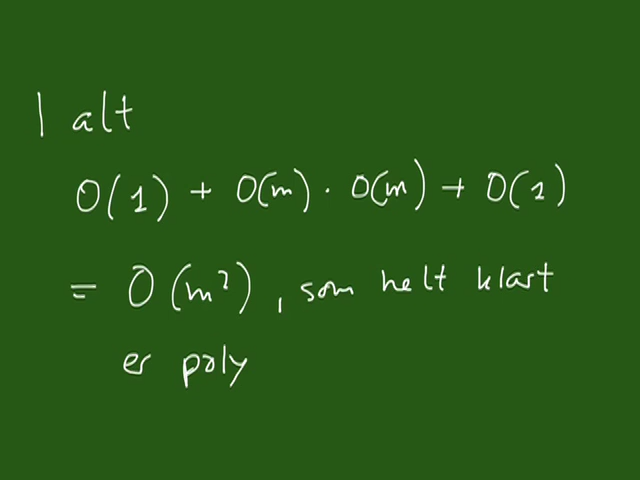 I alt
O(1) + O(m) · O(m) + O(1)
= O(m²), som helt klart
er poly